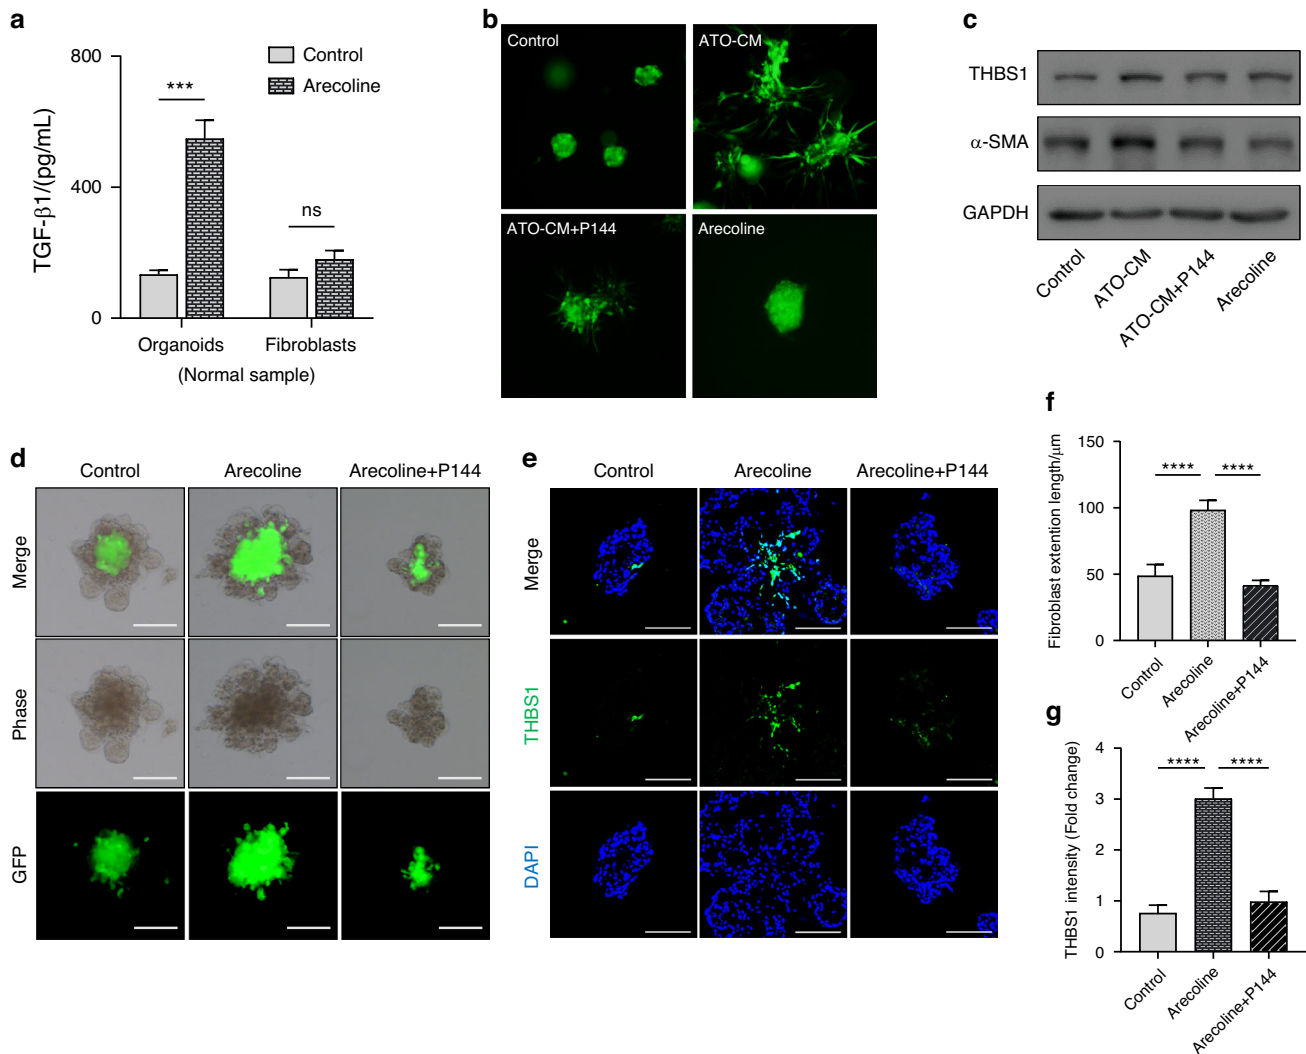 a
800
400
0
TGF-β1/(pg/mL)
Control
Arecoline
***
ns
Organoids
Fibroblasts
(Normal sample)
b
Control
ATO-CM
ATO-CM+P144
Arecoline
c
THBS1
α-SMA
GAPDH
Control
ATO-CM
ATO-CM+P144
Arecoline
d
Control
Arecoline
Arecoline+P144
Merge
Phase
GFP
e
Control
Arecoline
Arecoline+P144
Merge
THBS1
DAPI
f
Fibroblast extention length/μm
150
100
50
0
****
****
Control
Arecoline
Arecoline+P144
g
THBS1 intensity (Fold change)
4
3
2
1
0
****
****
Control
Arecoline
Arecoline+P144